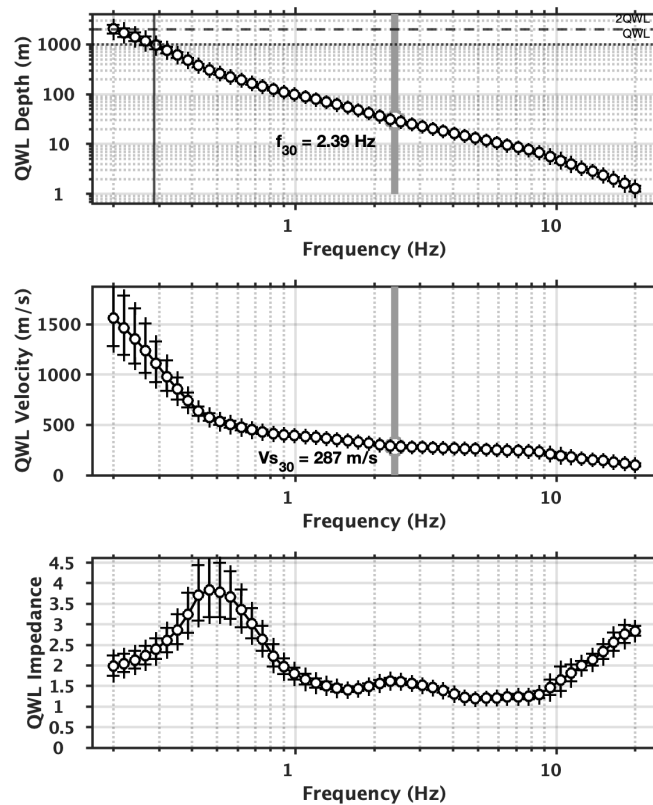 2QWL
QWL
1000
100
10
1
QWL Depth (m)
f30 = 2.39 Hz
1
10
Frequency (Hz)
1500
1000
500
0
QWL Velocity (m/s)
Vs30 = 287 m/s
1
10
Frequency (Hz)
4.5
4
3.5
3
2.5
2
1.5
1
0.5
0
QWL Impedance
1
10
Frequency (Hz)